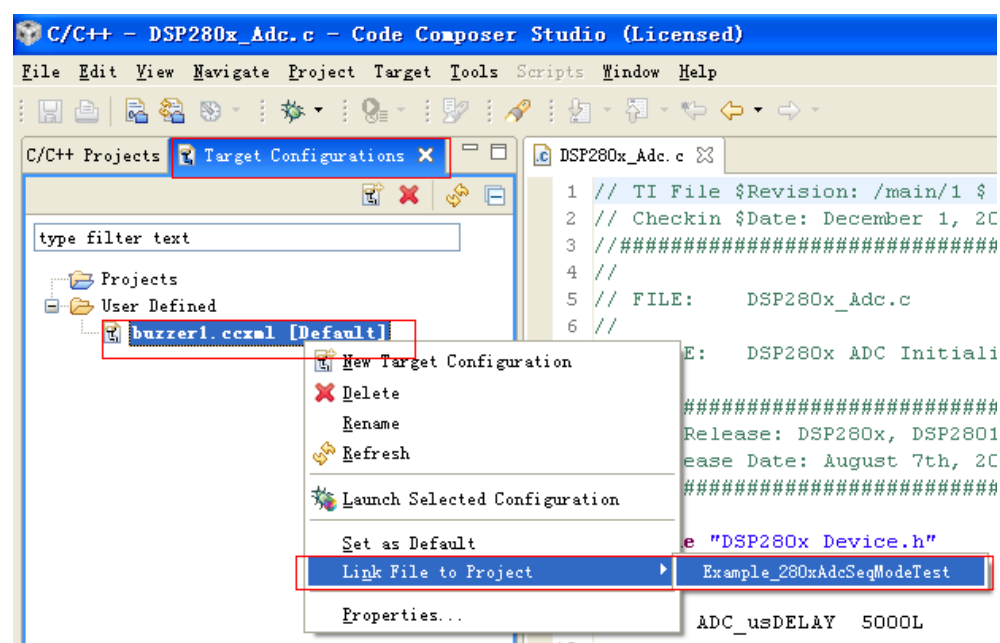 C/C++ - DSP280x_Adc.c - Code Composer Studio (Licensed)
File Edit View Navigate Project Target Tools Scripts Window Help
C/C++ Projects Target Configurations DSP280x_Adc.c
type filter text
Projects
User Defined
buzzer1.ccxml [Default]
New Target Configuration
Delete
Rename
Refresh
Launch Selected Configuration
Set as Default
Link File to Project
Example_280xAdcSeqModeTest
Properties...
1 // TI File $Revision: /main/1 $
2 // Checkin $Date: December 1, 20
3 //##############################
4 //
5 // FILE: DSP280x_Adc.c
6 //
E: DSP280x ADC Initiali
#########################
Release: DSP280x, DSP2801
ease Date: August 7th, 20
#########################
e "DSP280x_Device.h"
ADC_usDELAY 5000L